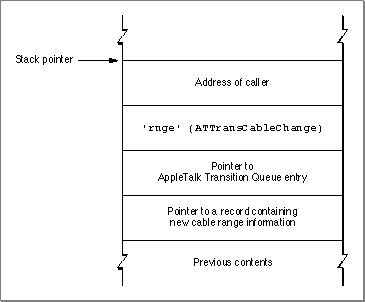 Stack pointer
Address of caller
'rnge' (ATTransCableChange)
Pointer to
AppleTalk Transition Queue entry
Pointer to a record containing
new cable range information
Previous contents